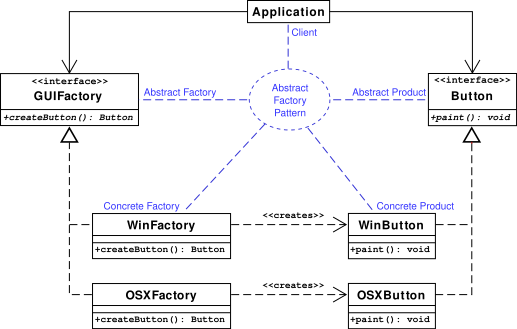 Application
Client
<<interface>>
GUIFactory
+createButton(): Button
Abstract Factory
Abstract
Factory
Pattern
Abstract Product
<<interface>>
Button
+paint(): void
Concrete Factory
Concrete Product
WinFactory
+createButton(): Button
<<creates>>
WinButton
+paint(): void
OSXFactory
+createButton(): Button
<<creates>>
OSXButton
+paint(): void